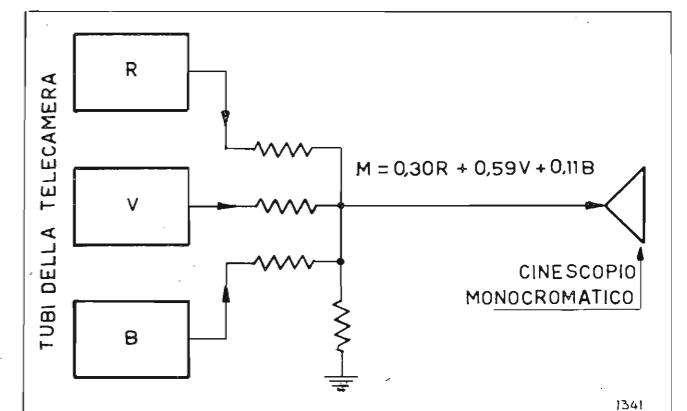 TUBI DELLA TELECAMERA
R
V
B
M = 0,30R + 0,59V + 0,11B
CINESCOPIO
MONOCROMATICO
1341